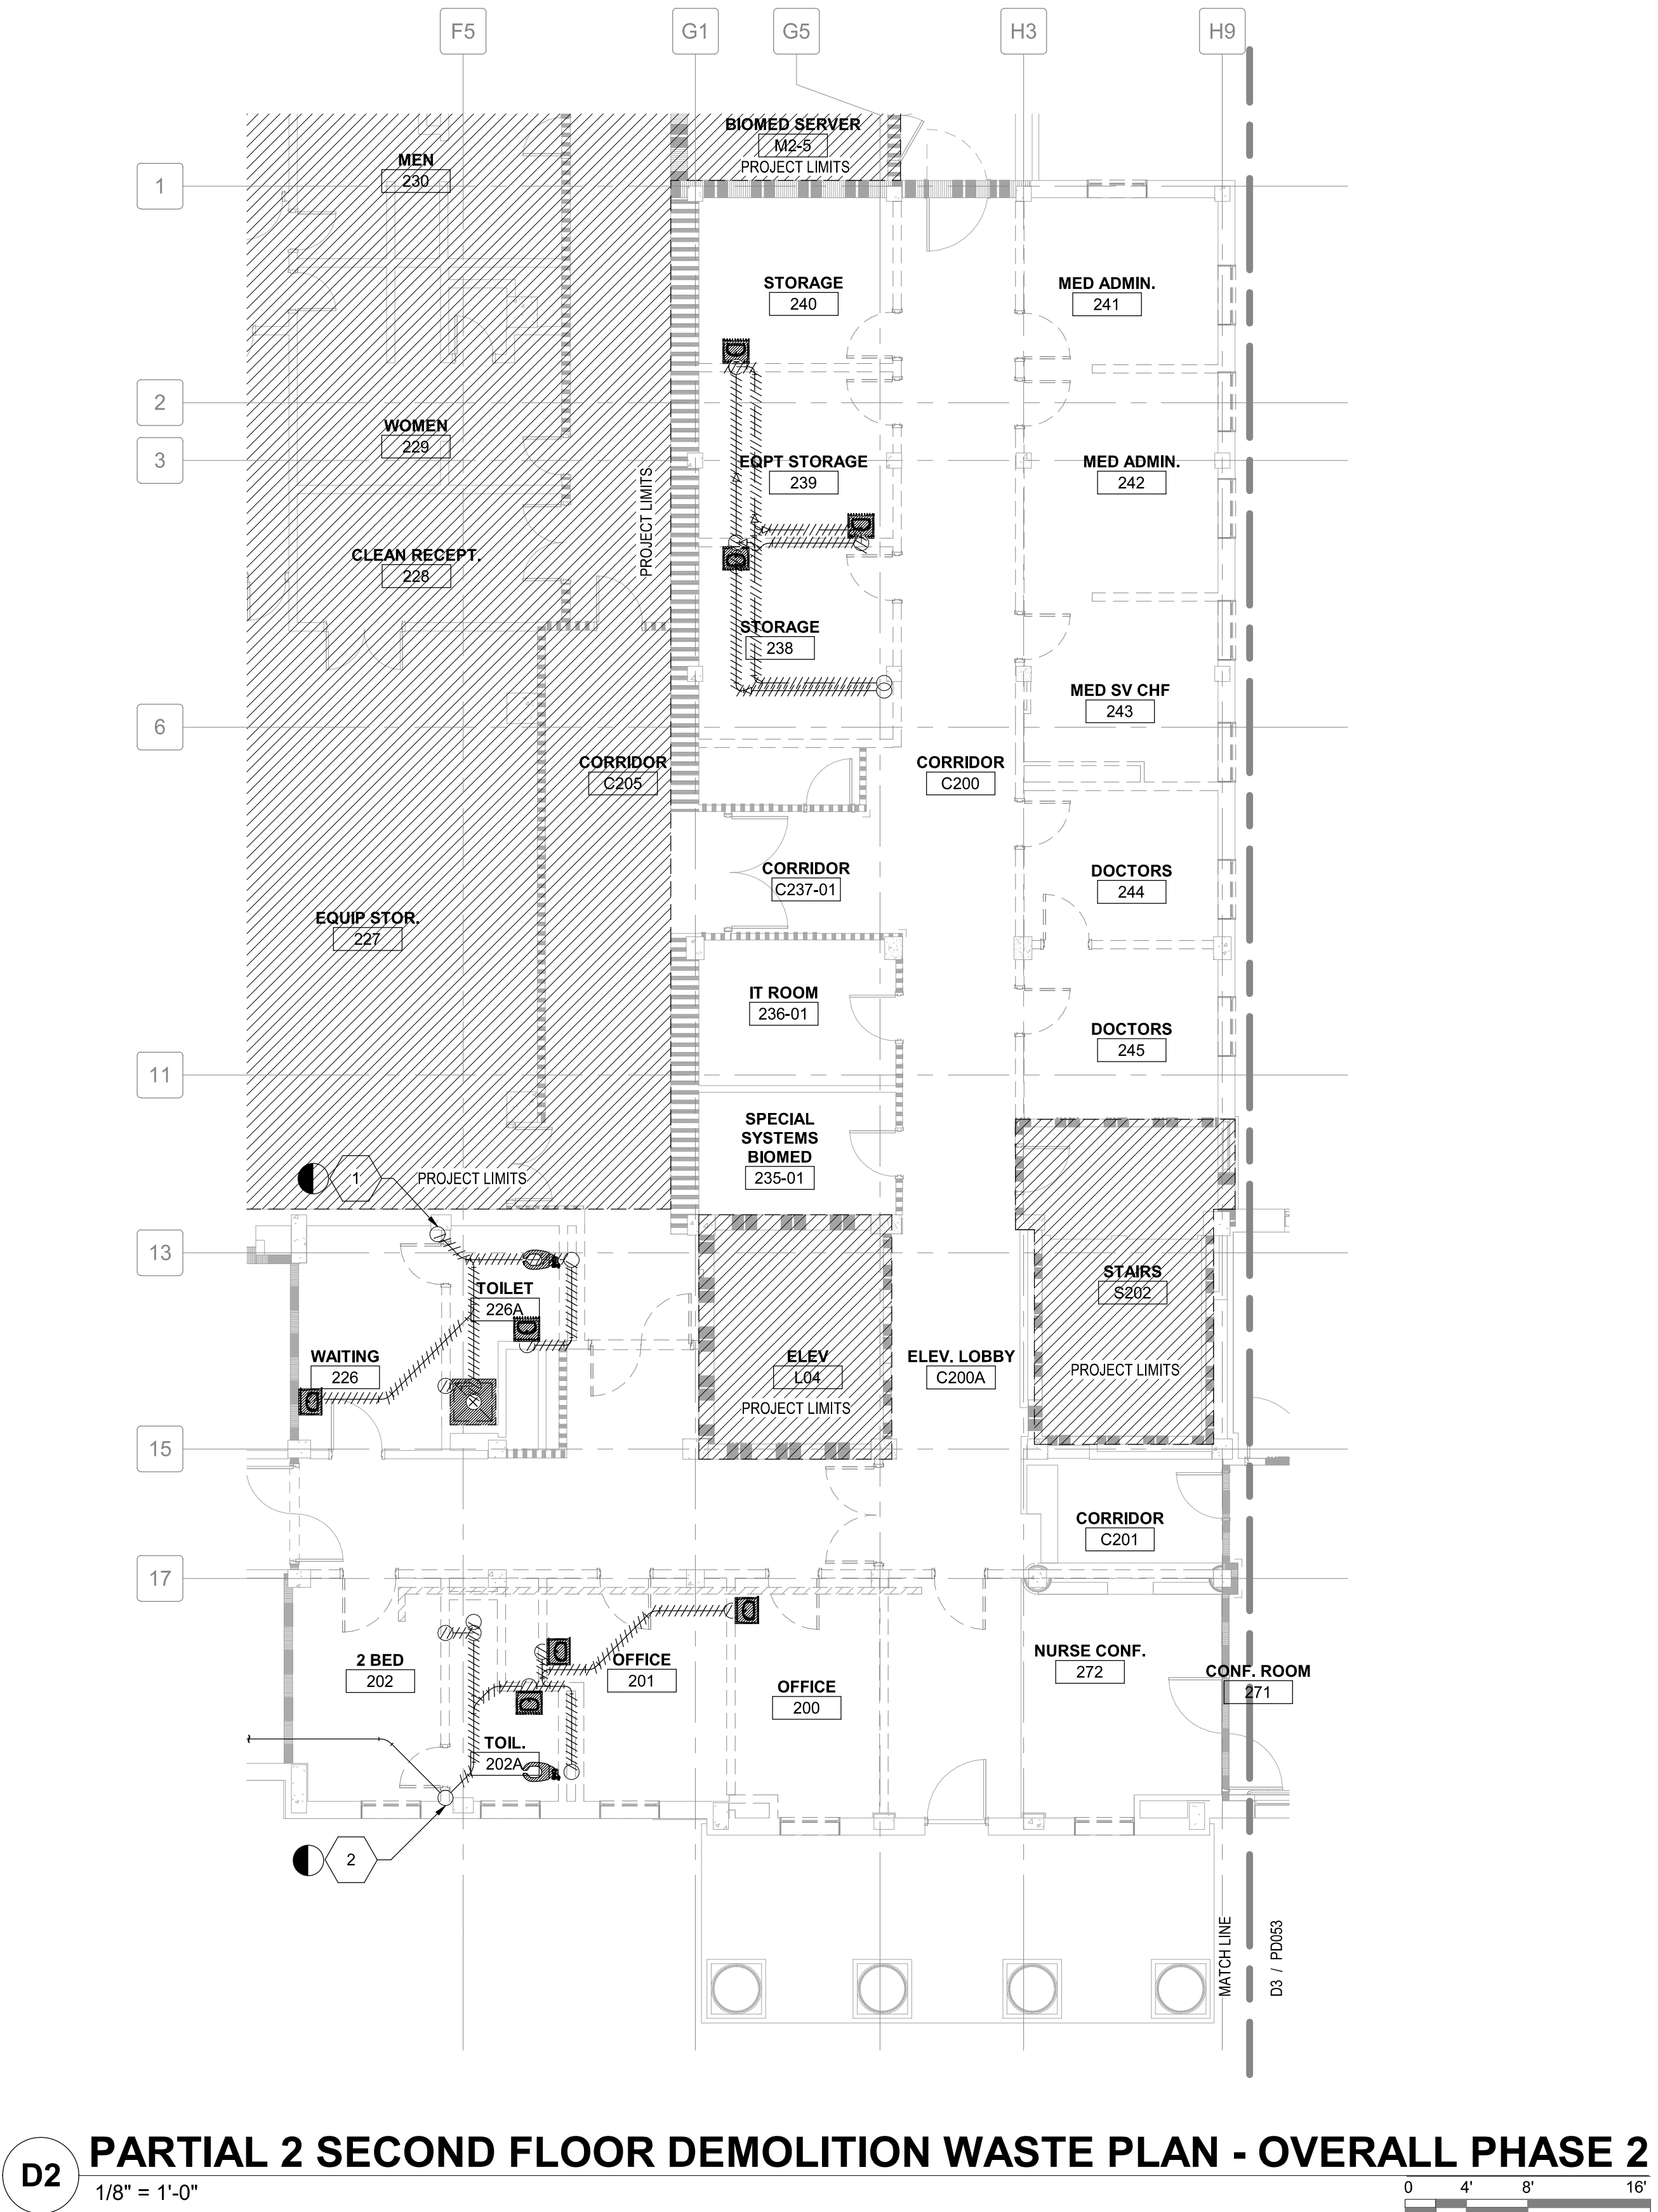 F5
G1
G5
H3
H9
BIOMED SERVER
M2-5
PROJECT LIMITS
MEN
230
1
STORAGE
240
MED ADMIN.
241
2
WOMEN
229
3
EQPT STORAGE
239
MED ADMIN.
242
PROJECT LIMITS
CLEAN RECEPT.
228
STORAGE
238
MED SV CHF
243
6
CORRIDOR
C205
CORRIDOR
C200
CORRIDOR
C237-01
DOCTORS
244
EQUIP STOR.
227
IT ROOM
236-01
DOCTORS
245
11
SPECIAL
SYSTEMS
BIOMED
235-01
1
PROJECT LIMITS
13
TOILET
226A
STAIRS
S202
WAITING
226
ELEV
L04
PROJECT LIMITS
ELEV. LOBBY
C200A
PROJECT LIMITS
15
CORRIDOR
C201
17
2 BED
202
OFFICE
201
OFFICE
200
NURSE CONF.
272
CONF. ROOM
271
TOIL.
202A
2
MATCH LINE
D3 / PD053
D2
PARTIAL 2 SECOND FLOOR DEMOLITION WASTE PLAN - OVERALL PHASE 2
1/8" = 1'-0"
0 4' 8' 16'